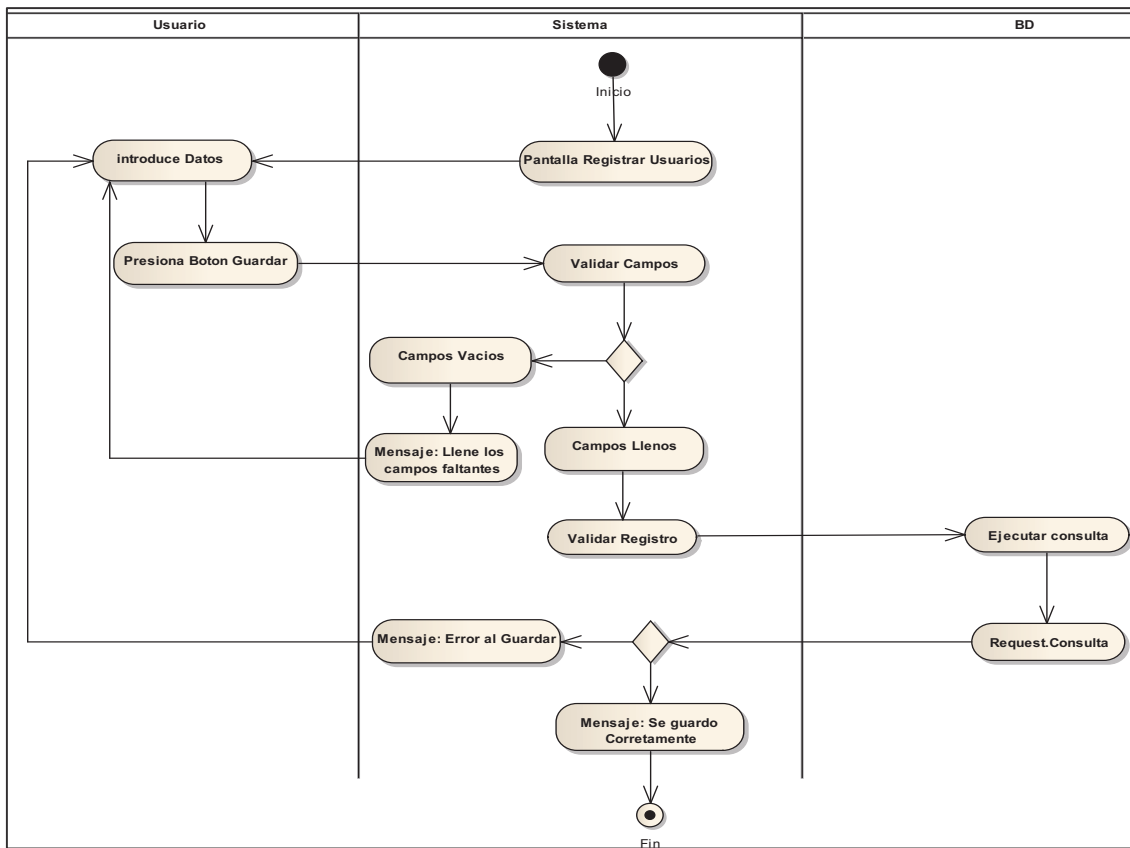 Usuario
Sistema
BD
Inicio
introduce Datos
Pantalla Registrar Usuarios
Presiona Boton Guardar
Validar Campos
Campos Vacios
Mensaje: Llene los
campos faltantes
Campos Llenos
Validar Registro
Ejecutar consulta
Mensaje: Error al Guardar
Request.Consulta
Mensaje: Se guardo
Corretamente
Fin